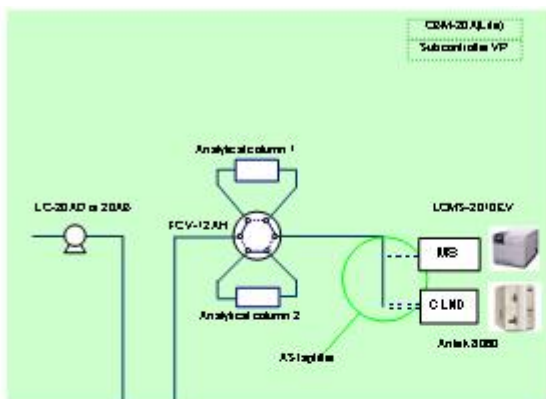 CBM-20A(Lite)
Subcontroller VP
Analytical column 1
LC-20AD or 20AB
FCV-12AH
LCMS-2010EV
MS
CLND
Analytical column 2
Antek 8060